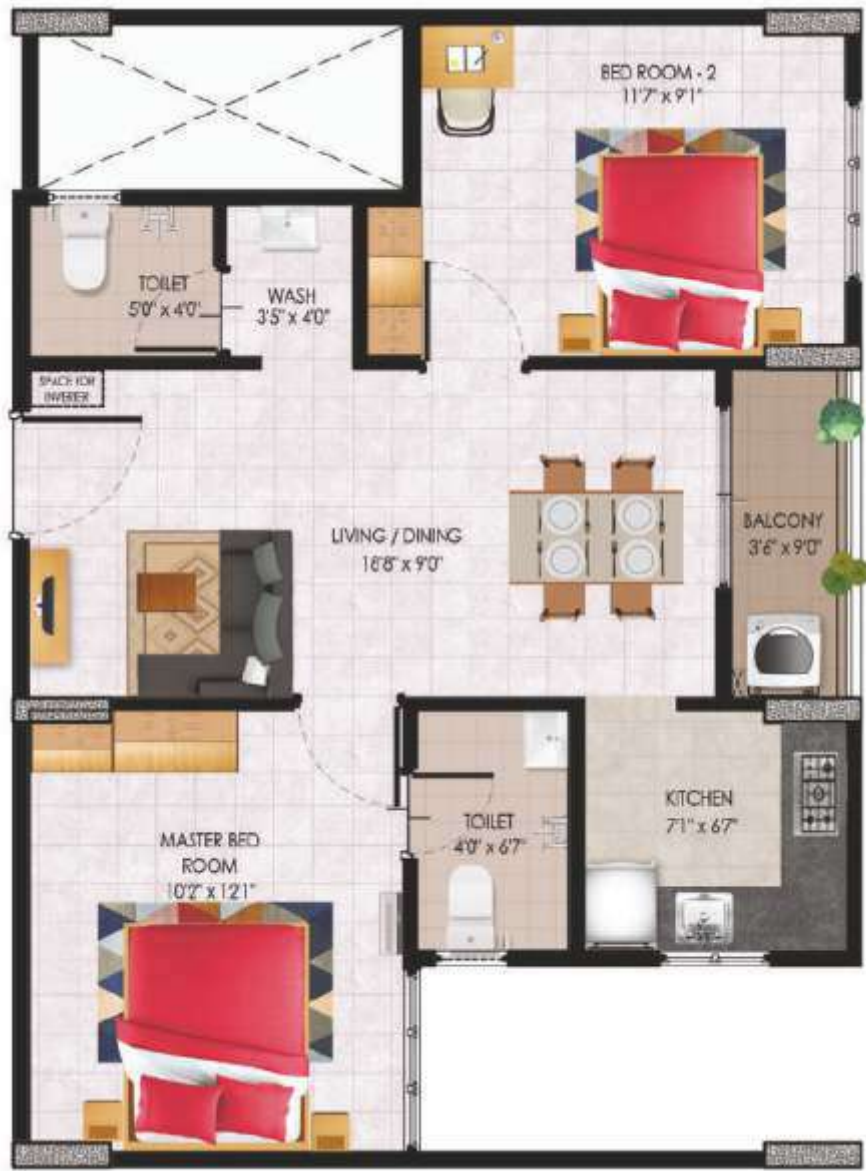 BED ROOM - 2
11'7" x 9'1"
TOILET
5'0" x 4'0"
WASH
3'5" x 4'0"
SPACE FOR
INVERTER
LIVING / DINING
18'8" x 9'0"
BALCONY
3'6" x 9'0"
MASTER BED
ROOM
10'2" x 12'1"
TOILET
4'0" x 6'7"
KITCHEN
7'1" x 6'7"